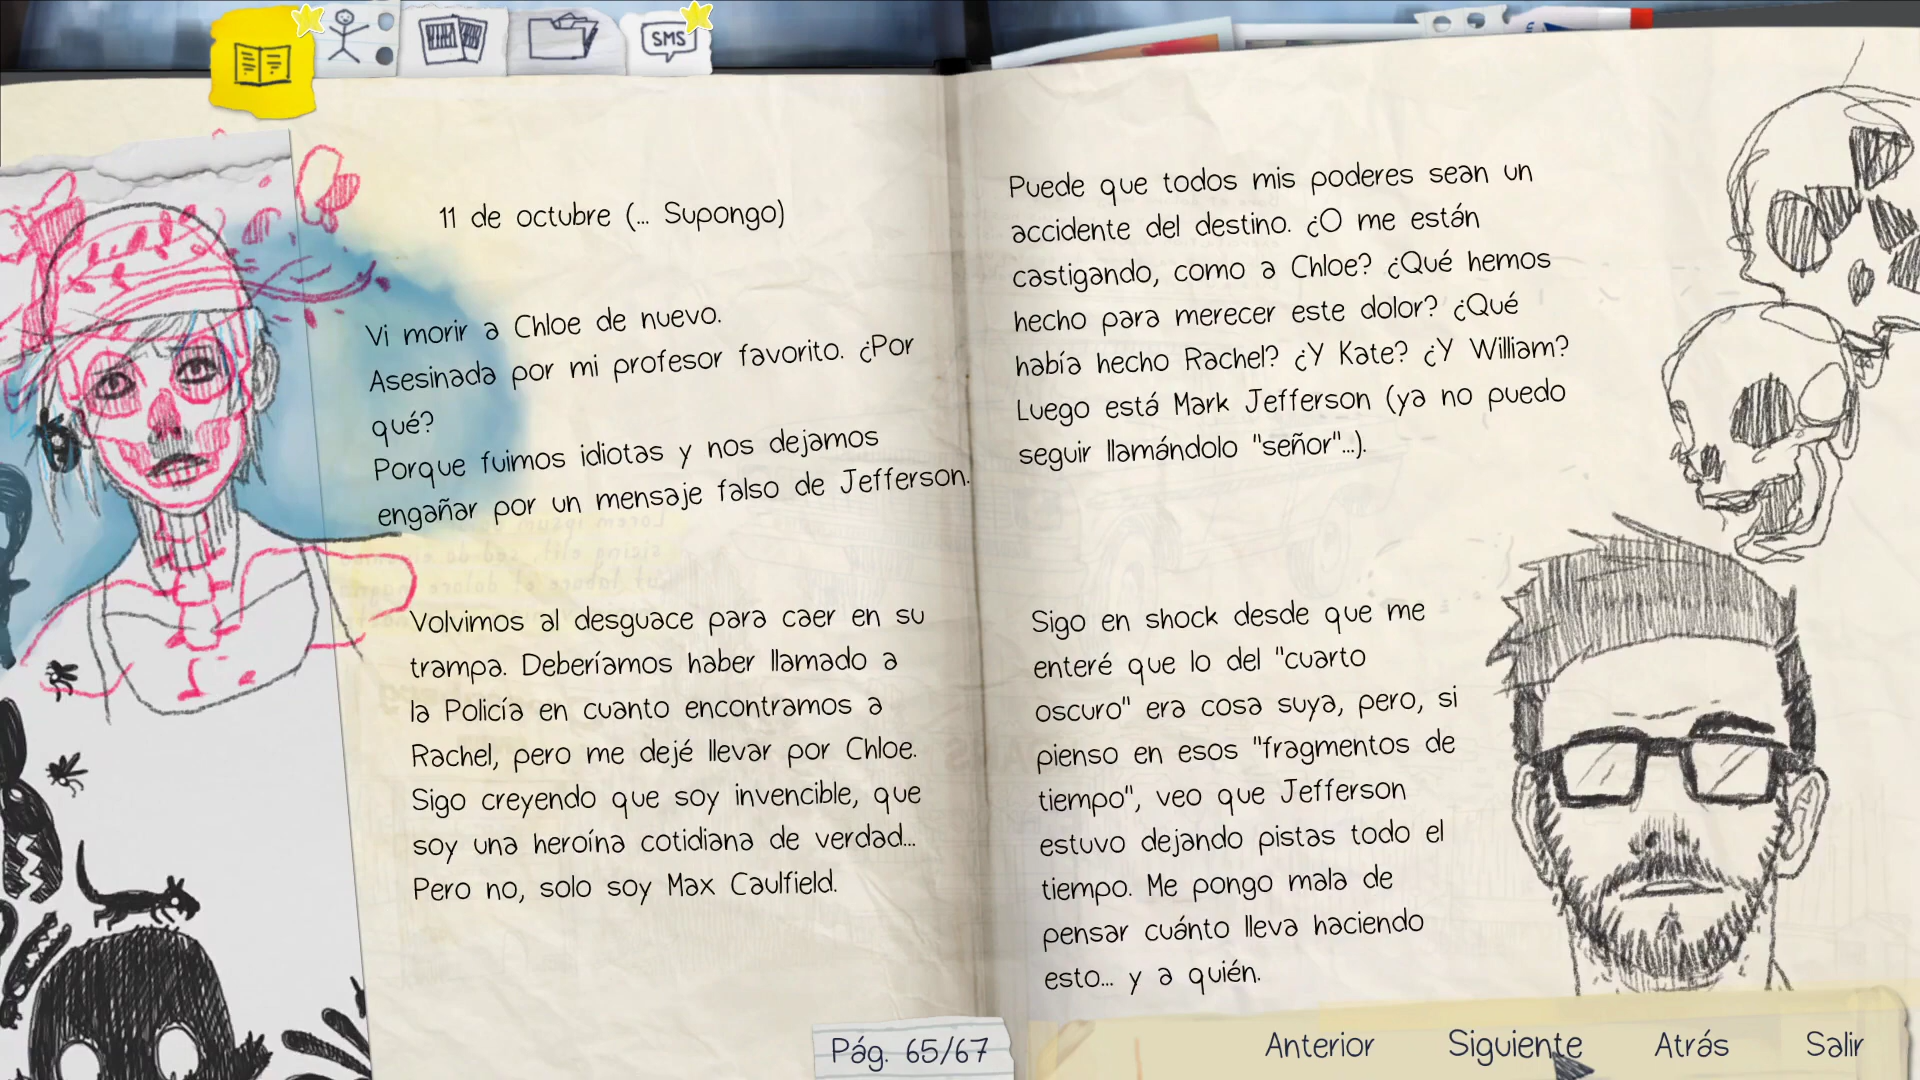 SMS
11 de octubre (... Supongo)
Vi morir a Chloe de nuevo.
Asesinada por mi profesor favorito. ¿Por
qué?
Porque fuimos idiotas y nos dejamos
engañar por un mensaje falso de Jefferson.
Volvimos al desguace para caer en su
trampa. Deberíamos haber llamado a
la Policía en cuanto encontramos a
Rachel, pero me dejé llevar por Chloe.
Sigo creyendo que soy invencible, que
soy una heroína cotidiana de verdad...
Pero no, solo soy Max Caulfield.
Puede que todos mis poderes sean un
accidente del destino. ¿O me están
castigando, como a Chloe? ¿Qué hemos
hecho para merecer este dolor? ¿Qué
había hecho Rachel? ¿Y Kate? ¿Y William?
Luego está Mark Jefferson (ya no puedo
seguir llamándolo "señor"...).
Sigo en shock desde que me
enteré que lo del "cuarto
oscuro" era cosa suya, pero, si
pienso en esos "fragmentos de
tiempo", veo que Jefferson
estuvo dejando pistas todo el
tiempo. Me pongo mala de
pensar cuánto lleva haciendo
esto... y a quién.
Pág. 65/67
Anterior Siguiente Atrás Salir